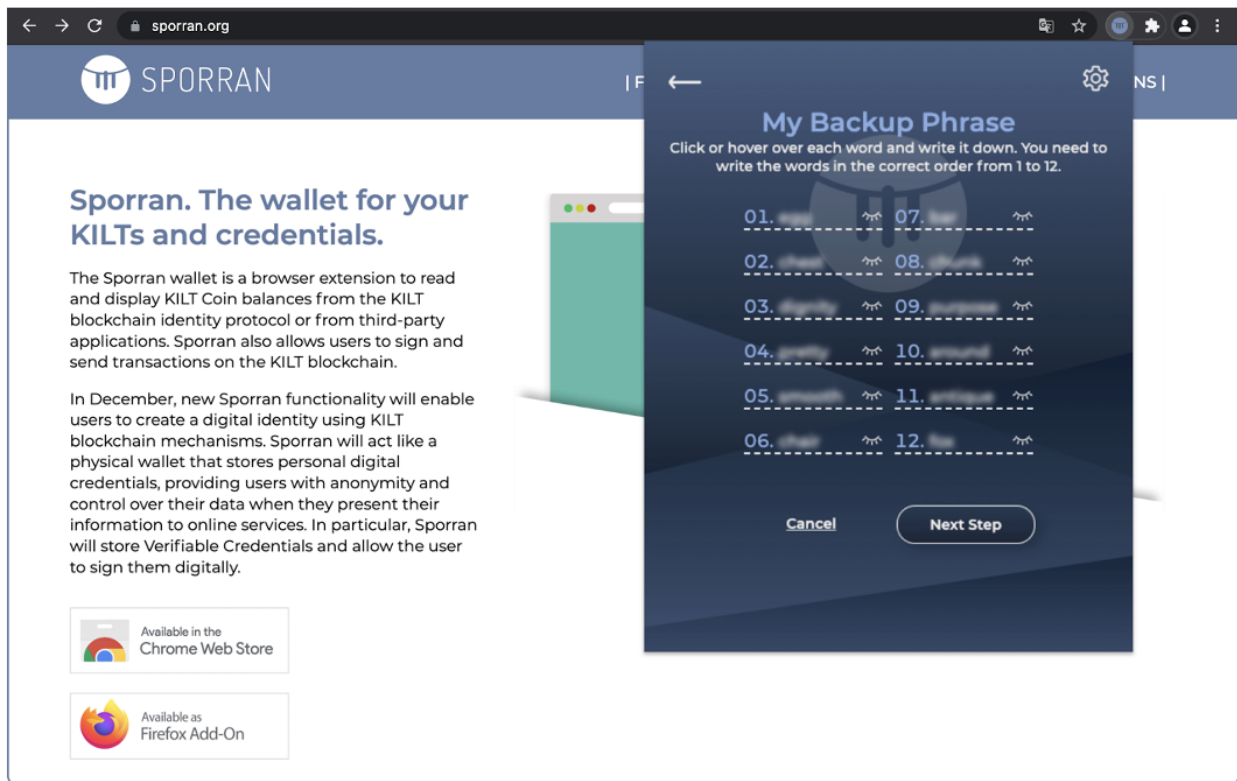 sporran.org
SPORRAN
| F
NS |
Sporran. The wallet for your
KILTs and credentials.
The Sporran wallet is a browser extension to read
and display KILT Coin balances from the KILT
blockchain identity protocol or from third-party
applications. Sporran also allows users to sign and
send transactions on the KILT blockchain.
In December, new Sporran functionality will enable
users to create a digital identity using KILT
blockchain mechanisms. Sporran will act like a
physical wallet that stores personal digital
credentials, providing users with anonymity and
control over their data when they present their
information to online services. In particular, Sporran
will store Verifiable Credentials and allow the user
to sign them digitally.
Available in the
Chrome Web Store
Available as
Firefox Add-On
My Backup Phrase
Click or hover over each word and write it down. You need to
write the words in the correct order from 1 to 12.
01. 07.
02. 08.
03. 09.
04. 10.
05. 11.
06. 12.
Cancel
Next Step